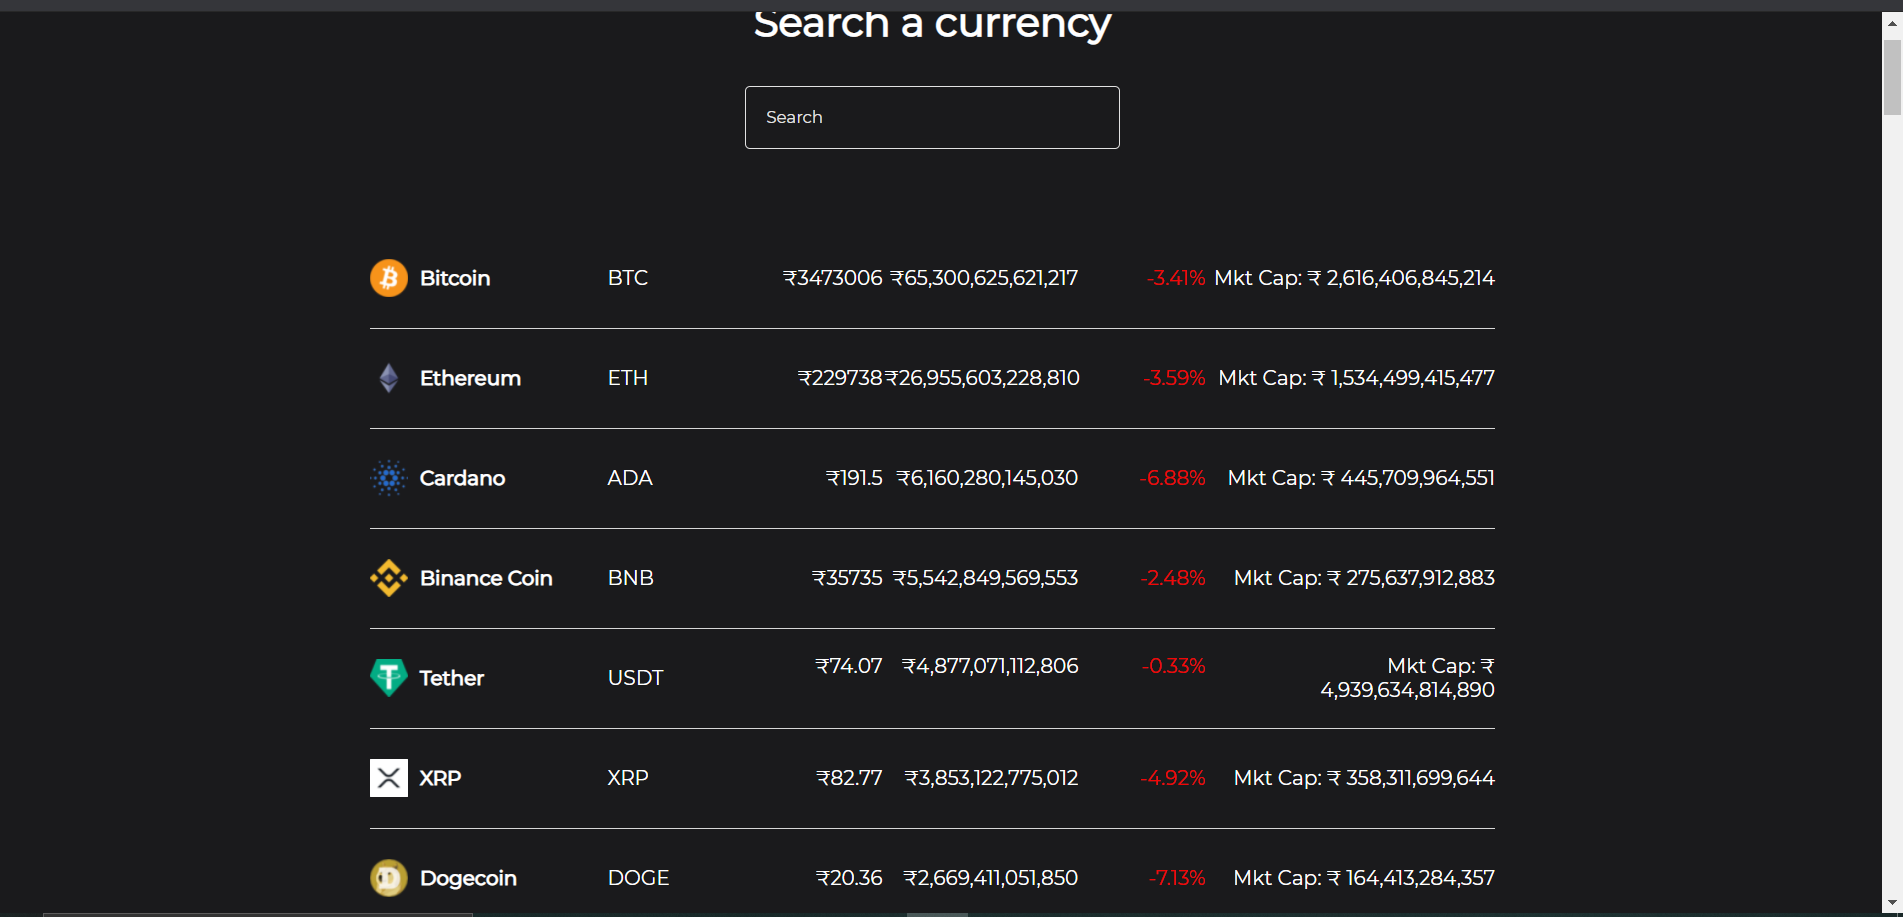 Search a currency
Search
Bitcoin BTC ₹3473006 ₹65,300,625,621,217 -3.41% Mkt Cap: ₹ 2,616,406,845,214
Ethereum ETH ₹229738 ₹26,955,603,228,810 -3.59% Mkt Cap: ₹ 1,534,499,415,477
Cardano ADA ₹191.5 ₹6,160,280,145,030 -6.88% Mkt Cap: ₹ 445,709,964,551
Binance Coin BNB ₹35735 ₹5,542,849,569,553 -2.48% Mkt Cap: ₹ 275,637,912,883
Tether USDT ₹74.07 ₹4,877,071,112,806 -0.33% Mkt Cap: ₹
4,939,634,814,890
XRP XRP ₹82.77 ₹3,853,122,775,012 -4.92% Mkt Cap: ₹ 358,311,699,644
Dogecoin DOGE ₹20.36 ₹2,669,411,051,850 -7.13% Mkt Cap: ₹ 164,413,284,357